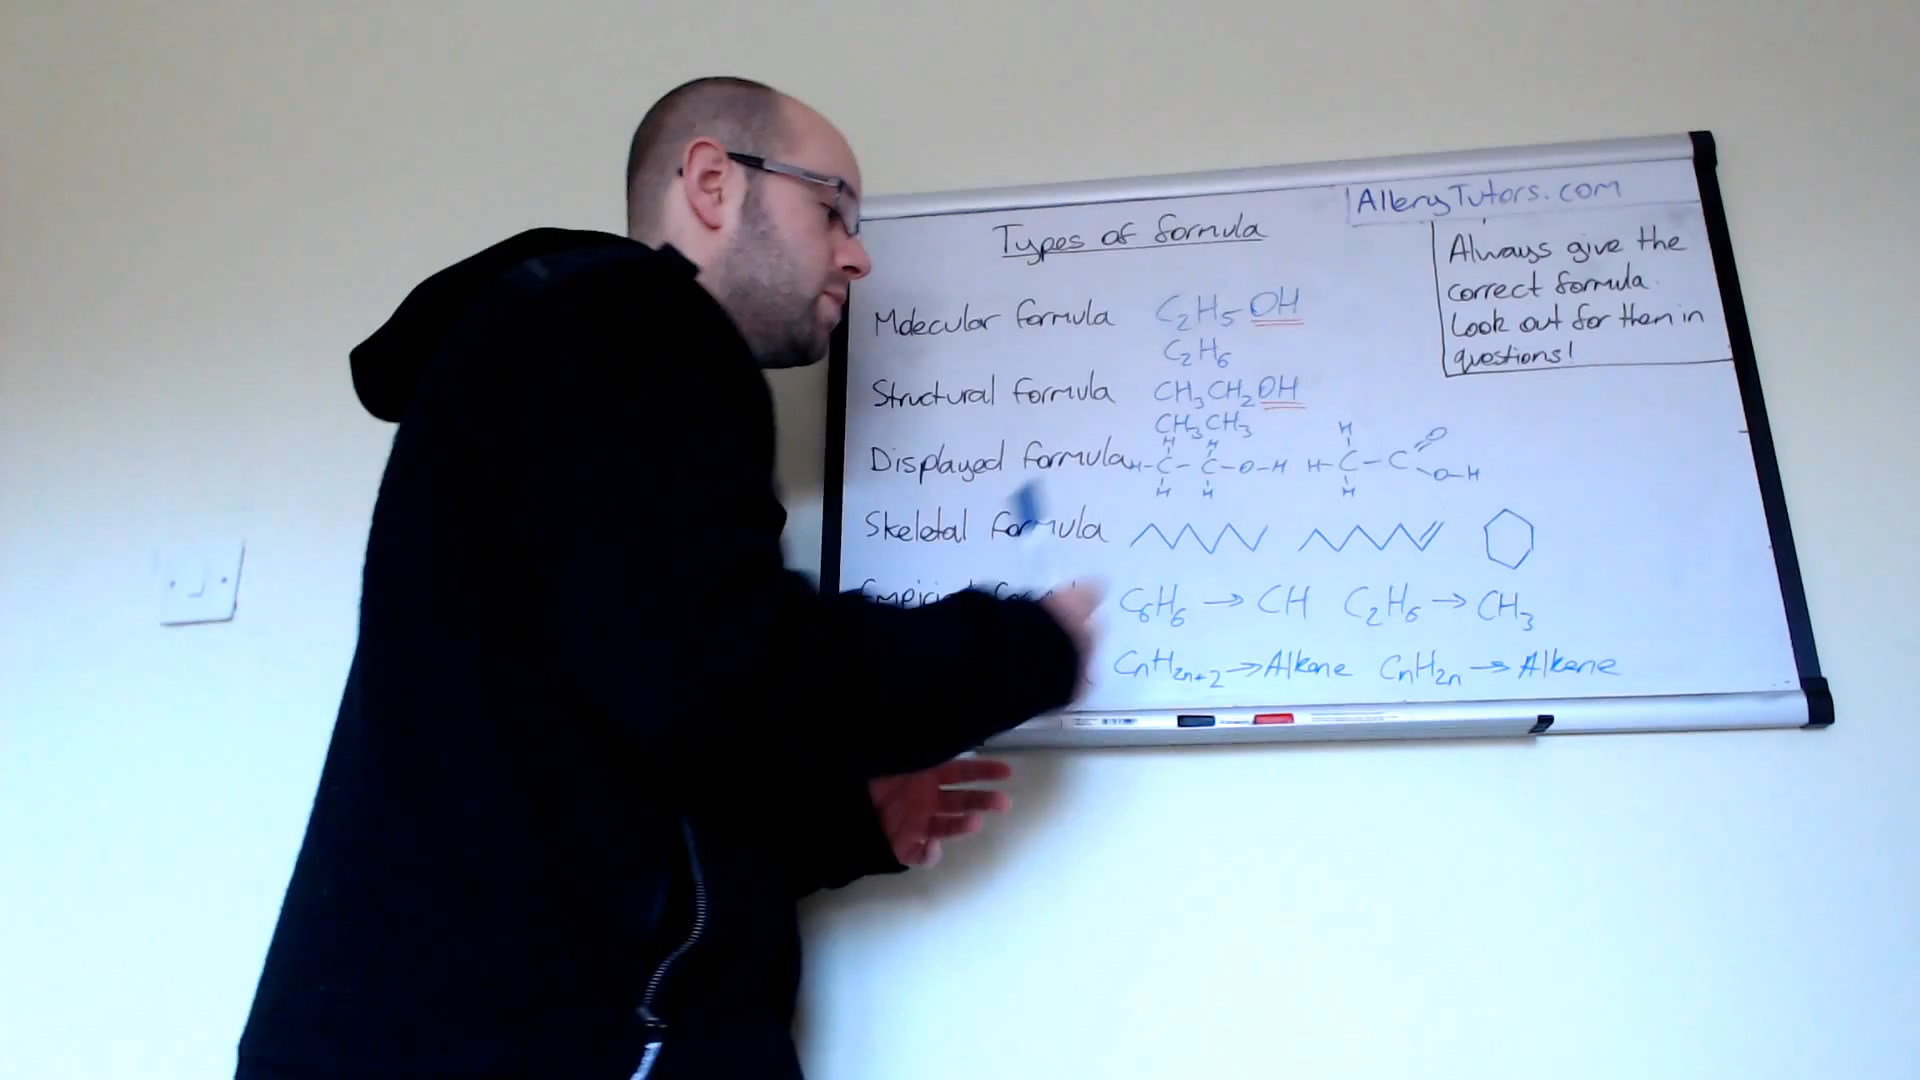 AlleryTutors.com
Types of formula
Always give the
correct formula.
Look out for them in
questions!
Molecular formula C₂H₅OH
C₂H₆
Structural formula CH₃CH₂OH
CH₃CH₃
Displayed formula
H H
H-C-C-O-H
H H
H
H-C-C O
O-H
H
Skeletal formula
C₆H₆ → CH C₂H₆ → CH₃
CnH2n+2 → Alkane CnH2n → Alkene